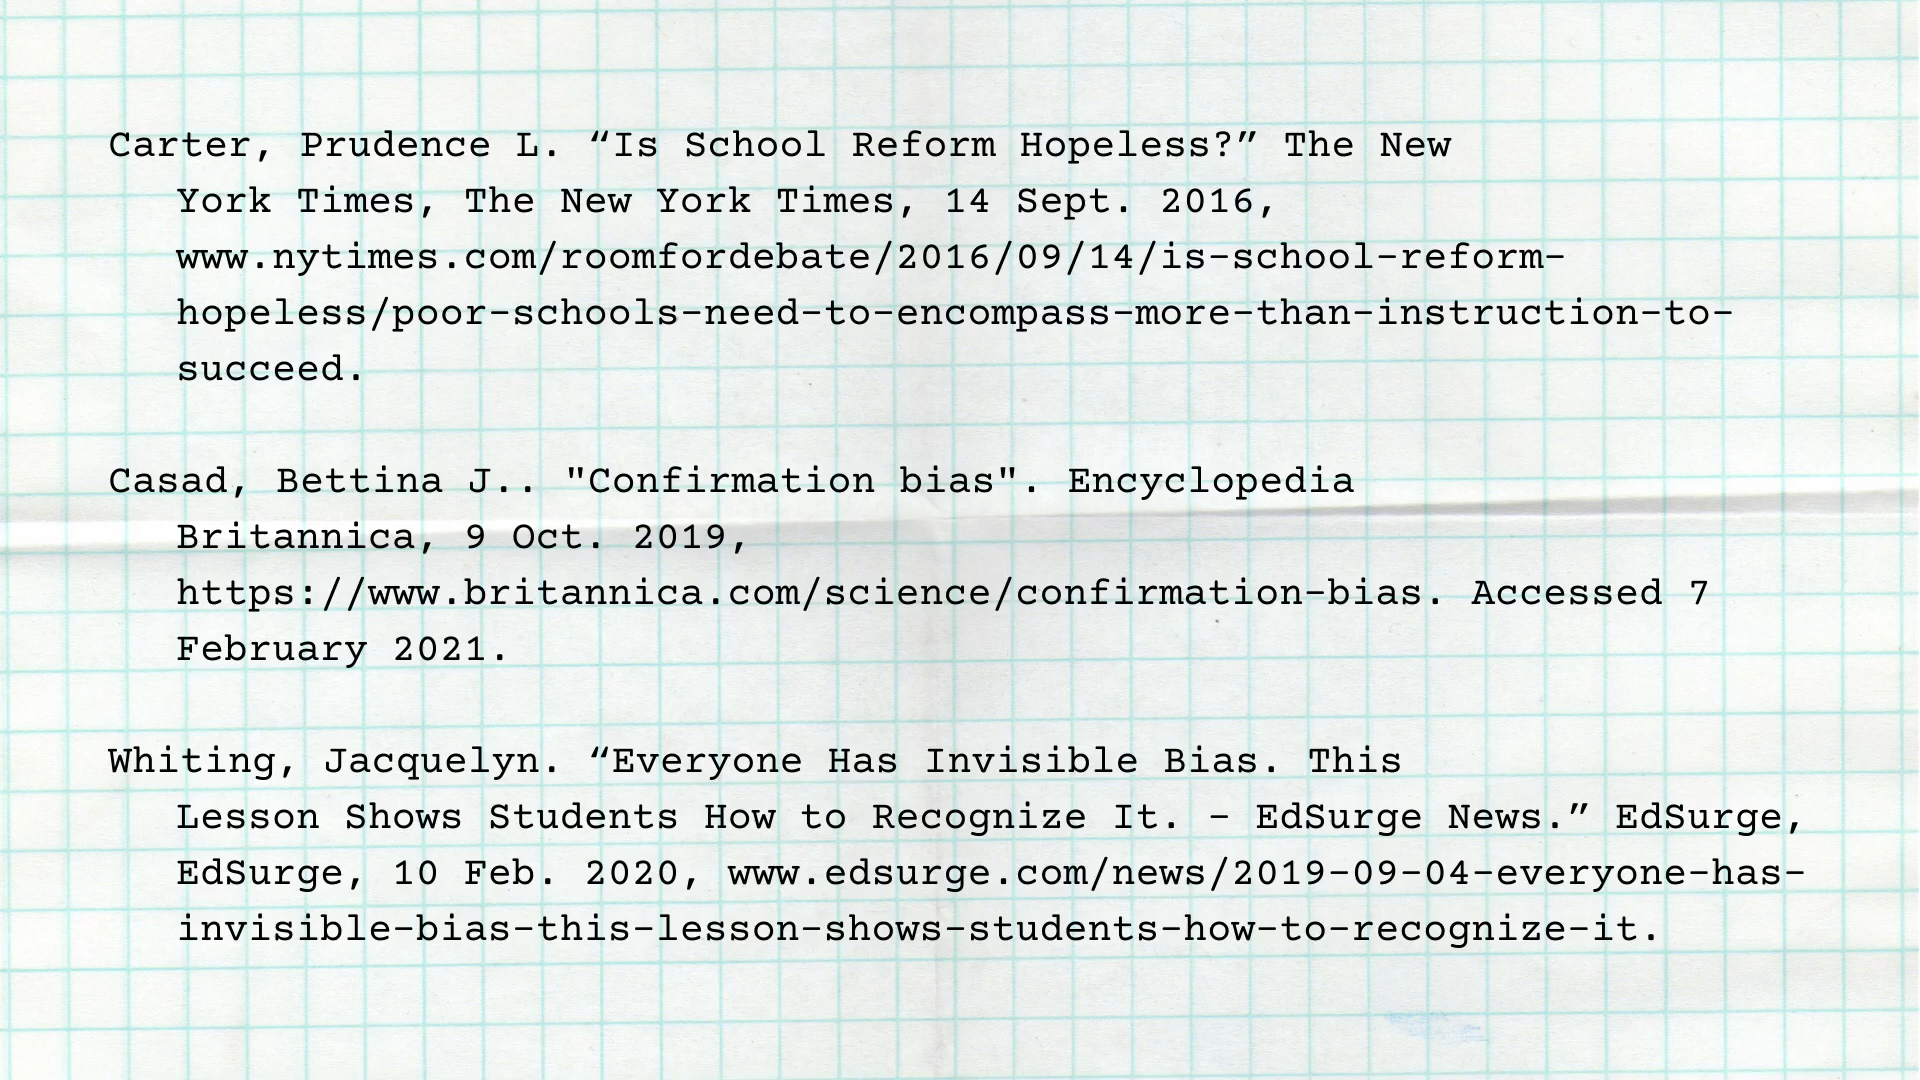 Carter, Prudence L. “Is School Reform Hopeless?” The New
York Times, The New York Times, 14 Sept. 2016,
www.nytimes.com/roomfordebate/2016/09/14/is-school-reform-
hopeless/poor-schools-need-to-encompass-more-than-instruction-to-
succeed.
Casad, Bettina J.. "Confirmation bias". Encyclopedia
Britannica, 9 Oct. 2019,
https://www.britannica.com/science/confirmation-bias. Accessed 7
February 2021.
Whiting, Jacquelyn. “Everyone Has Invisible Bias. This
Lesson Shows Students How to Recognize It. - EdSurge News.” EdSurge,
EdSurge, 10 Feb. 2020, www.edsurge.com/news/2019-09-04-everyone-has-
invisible-bias-this-lesson-shows-students-how-to-recognize-it.